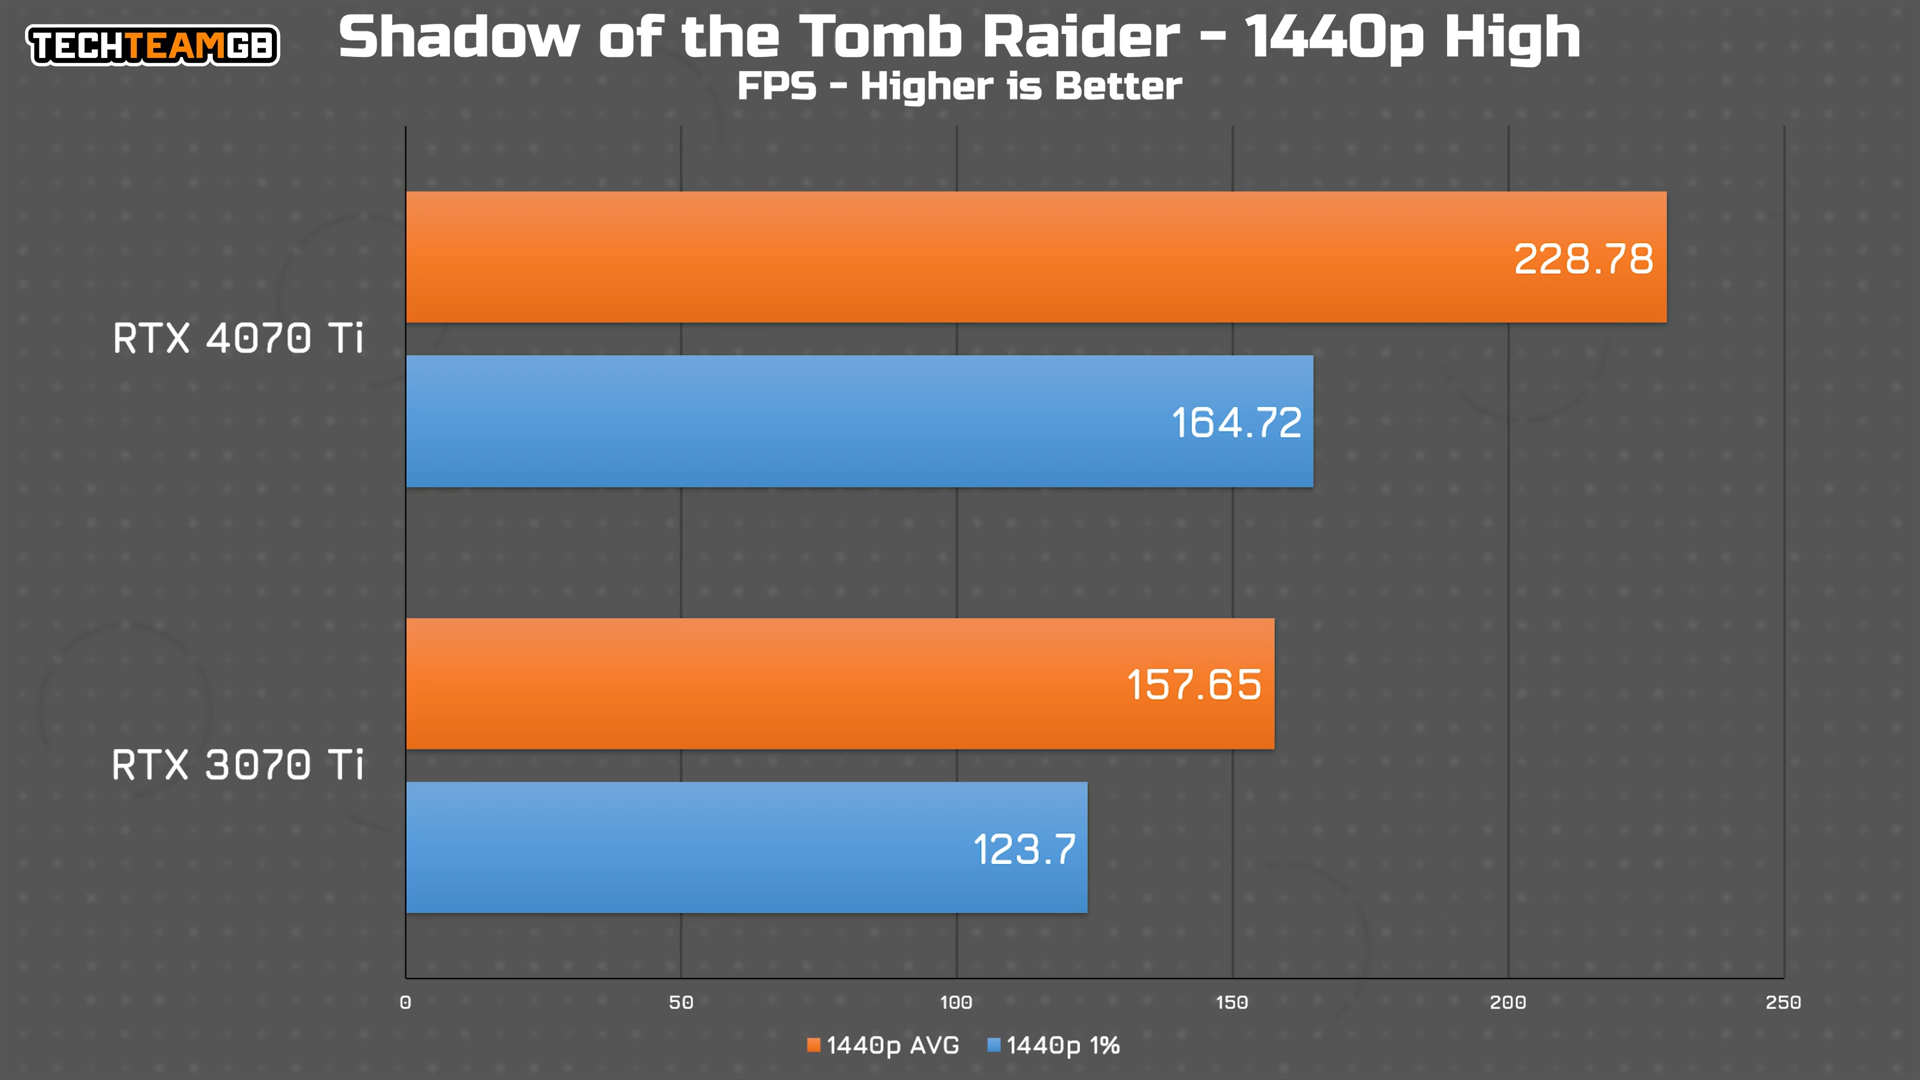 TECHTEAMGB
Shadow of the Tomb Raider - 1440p High
FPS - Higher is Better
RTX 4070 Ti
228.78
164.72
RTX 3070 Ti
157.65
123.7
0 50 100 150 200 250
1440p AVG 1440p 1%